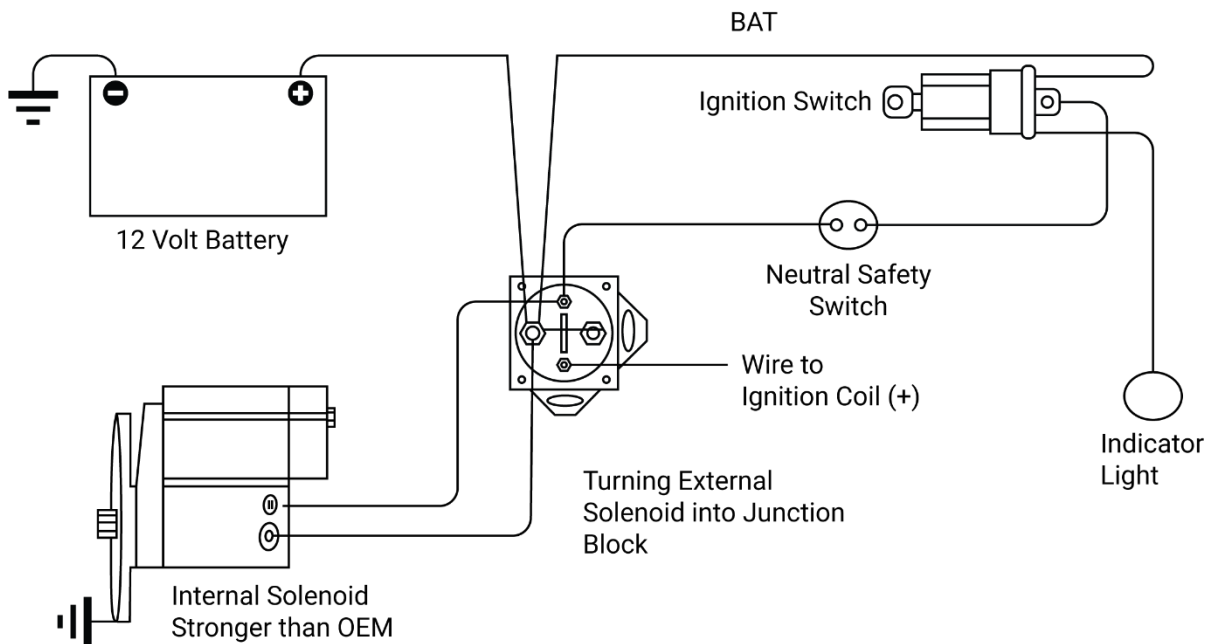 BAT
Ignition Switch
12 Volt Battery
Neutral Safety
Switch
Wire to
Ignition Coil (+)
Indicator
Light
Turning External
Solenoid into Junction
Block
Internal Solenoid
Stronger than OEM